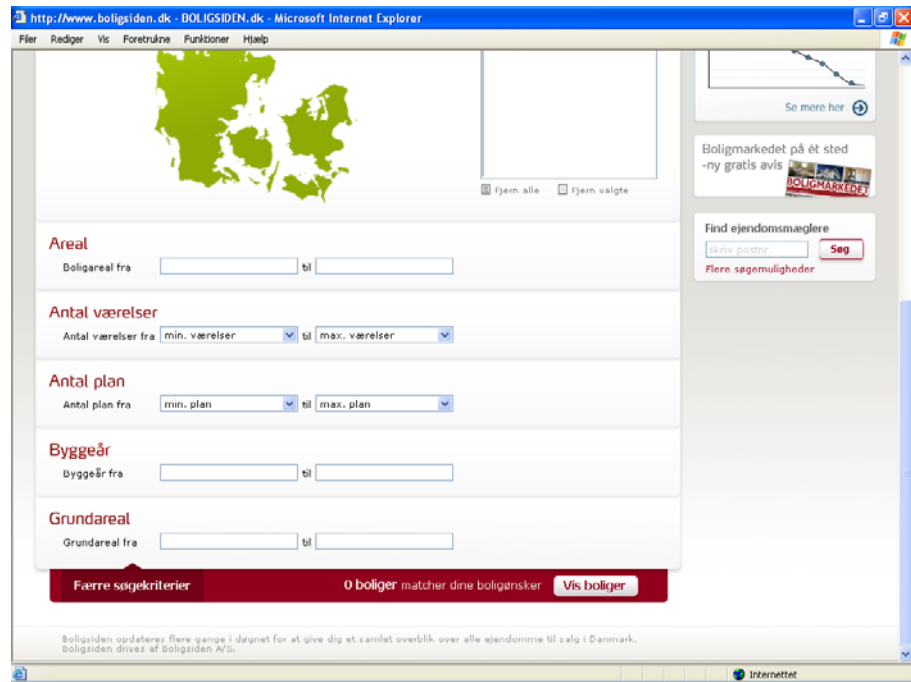 http://www.boligsiden.dk - BOLIGSIDEN.dk - Microsoft Internet Explorer
Filer Rediger Vis Foretrukne Funktioner Hjælp
Fjern alle Fjern valgte
Se mere her
Boligmarkedet på ét sted
-ny gratis avis
BOLIGMARKEDET
Find ejendomsmæglere
skriv postnr. Søg
Flere søgemuligheder
Areal
Boligareal fra til
Antal værelser
Antal værelser fra min. værelser til max. værelser
Antal plan
Antal plan fra min. plan til max. plan
Byggeår
Byggeår fra til
Grundareal
Grundareal fra til
Færre søgekriterier 0 boliger matcher dine boligønsker Vis boliger
Boligsiden opdateres flere gange i døgnet for at give dig et samlet overblik over alle ejendomme til salg i Danmark.
Boligsiden drives af Boligsiden A/S.
Internettet